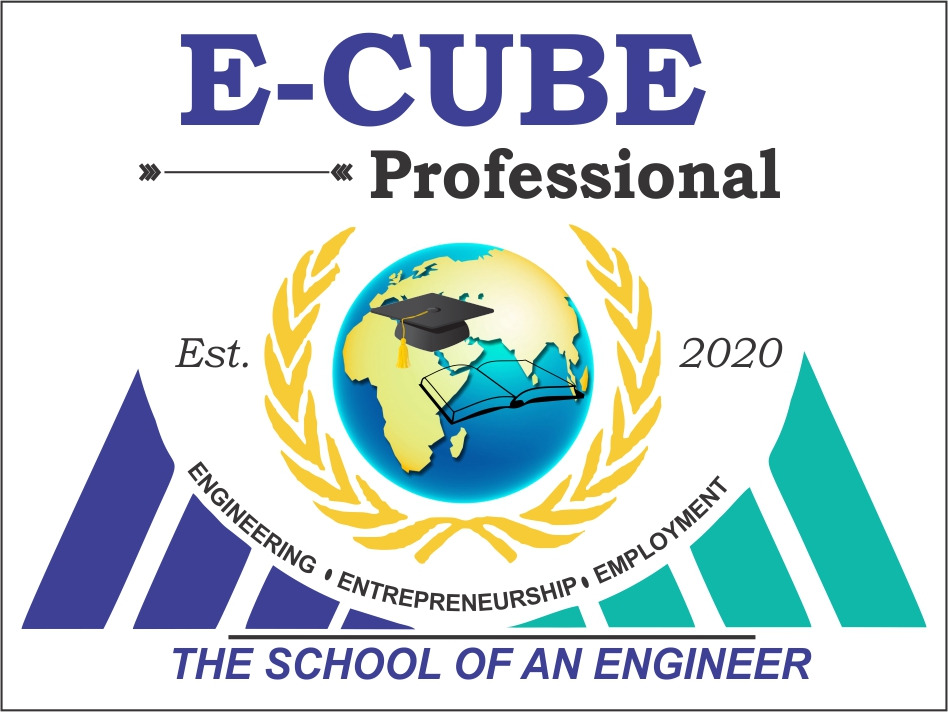 E-CUBE
Professional
Est. 2020
ENGINEERING • ENTREPRENEURSHIP • EMPLOYMENT
THE SCHOOL OF AN ENGINEER